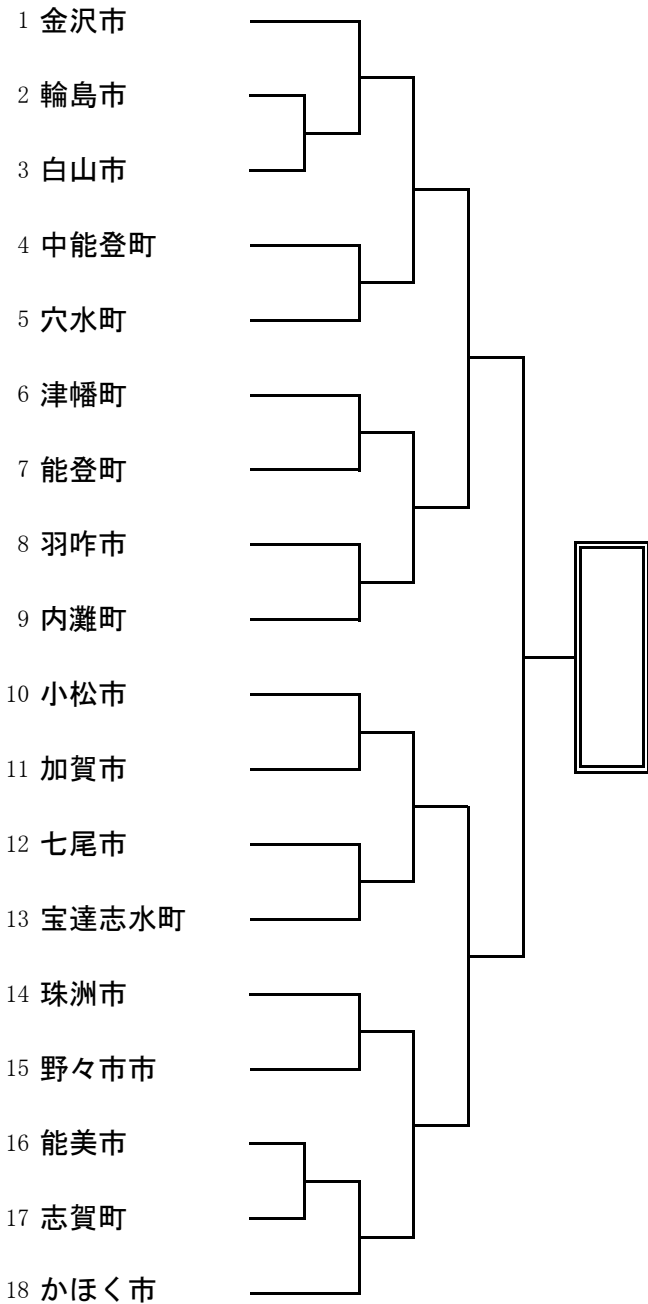 1 金沢市
2 輪島市
3 白山市
4 中能登町
5 穴水町
6 津幡町
7 能登町
8 羽咋市
9 内灘町
10 小松市
11 加賀市
12 七尾市
13 宝達志水町
14 珠洲市
15 野々市市
16 能美市
17 志賀町
18 かほく市